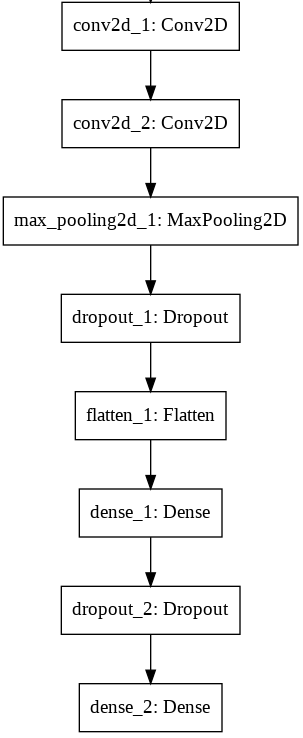 conv2d_1: Conv2D
conv2d_2: Conv2D
max_pooling2d_1: MaxPooling2D
dropout_1: Dropout
flatten_1: Flatten
dense_1: Dense
dropout_2: Dropout
dense_2: Dense